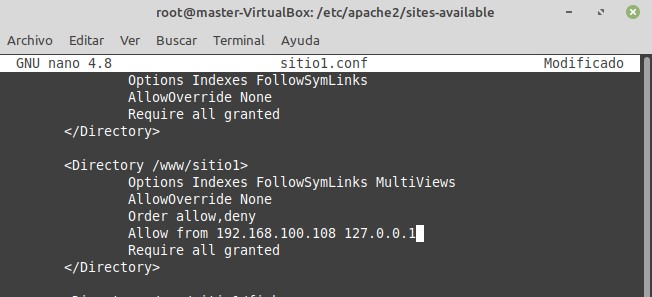 root@master-VirtualBox: /etc/apache2/sites-available
Archivo Editar Ver Buscar Terminal Ayuda
GNU nano 4.8 sitio1.conf Modificado
Options Indexes FollowSymLinks
AllowOverride None
Require all granted
</Directory>
<Directory /www/sitio1>
Options Indexes FollowSymLinks MultiViews
AllowOverride None
Order allow,deny
Allow from 192.168.100.108 127.0.0.1
Require all granted
</Directory>